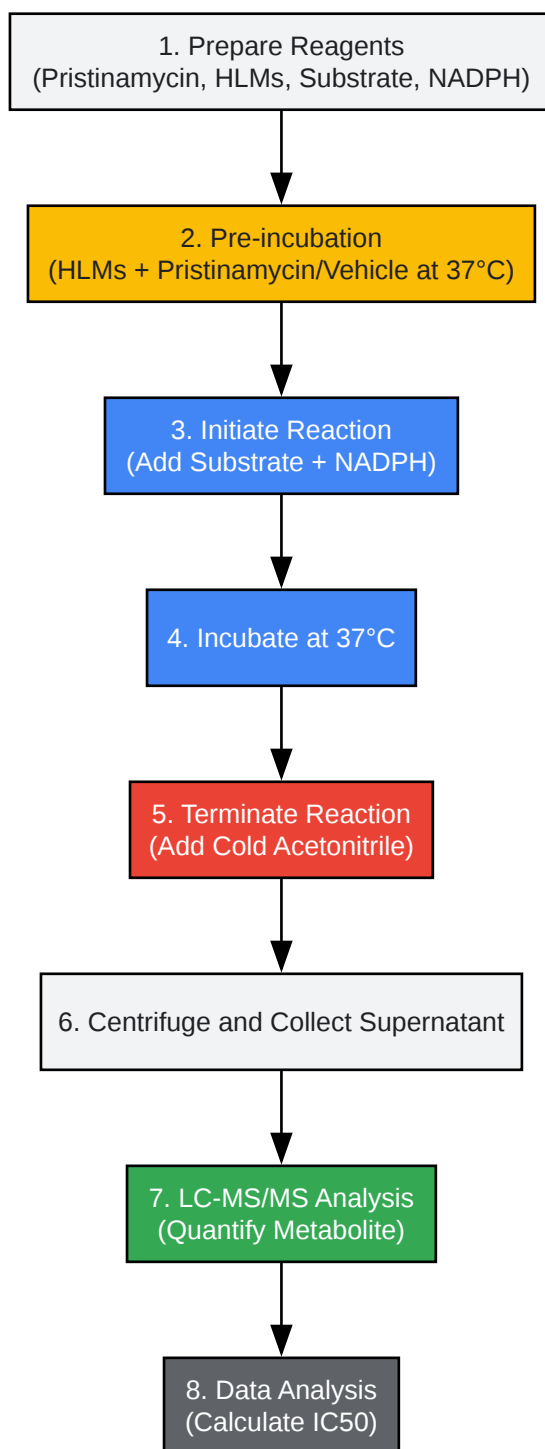 1. Prepare Reagents
(Pristinamycin, HLMs, Substrate, NADPH)
2. Pre-incubation
(HLMs + Pristinamycin/Vehicle at 37°C)
3. Initiate Reaction
(Add Substrate + NADPH)
4. Incubate at 37°C
5. Terminate Reaction
(Add Cold Acetonitrile)
6. Centrifuge and Collect Supernatant
7. LC-MS/MS Analysis
(Quantify Metabolite)
8. Data Analysis
(Calculate IC50)